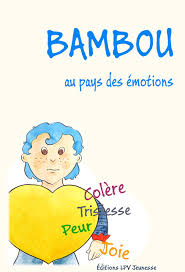 BAMBOU
au pays des émotions
Colère
Tristesse
Peur
Joie
Éditions LPV Jeunesse